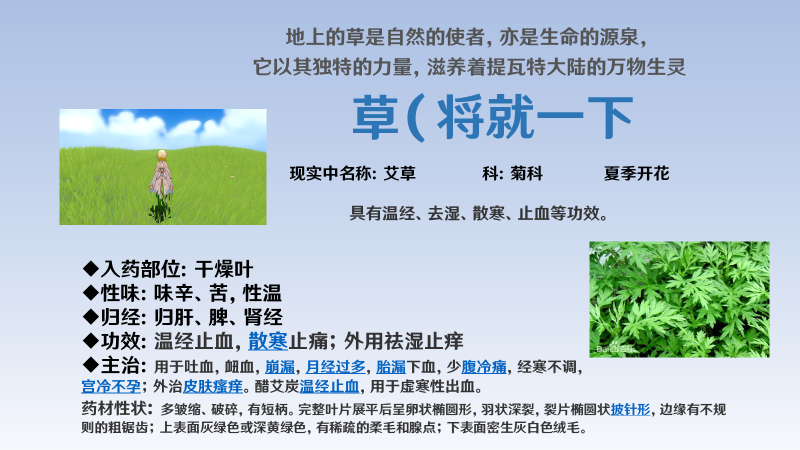 地上的草是自然的使者, 亦是生命的源泉,
它以其独特的力量, 滋养着提瓦特大陆的万物生灵
草(将就一下
现实中名称: 艾草 科: 菊科 夏季开花
具有温经、去湿、散寒、止血等功效。
◆入药部位: 干燥叶
◆性味: 味辛、苦, 性温
◆归经: 归肝、脾、肾经
◆功效: 温经止血, 散寒止痛; 外用祛湿止痒
◆主治: 用于吐血, 衄血, 崩漏, 月经过多, 胎漏下血, 少腹冷痛, 经寒不调,
宫冷不孕; 外治皮肤瘙痒。醋艾炭温经止血, 用于虚寒性出血。
药材性状: 多皱缩、破碎, 有短柄。完整叶片展平后呈卵状椭圆形, 羽状深裂, 裂片椭圆状披针形, 边缘有不规
则的粗锯齿; 上表面灰绿色或深黄绿色, 有稀疏的柔毛和腺点; 下表面密生灰白色绒毛。